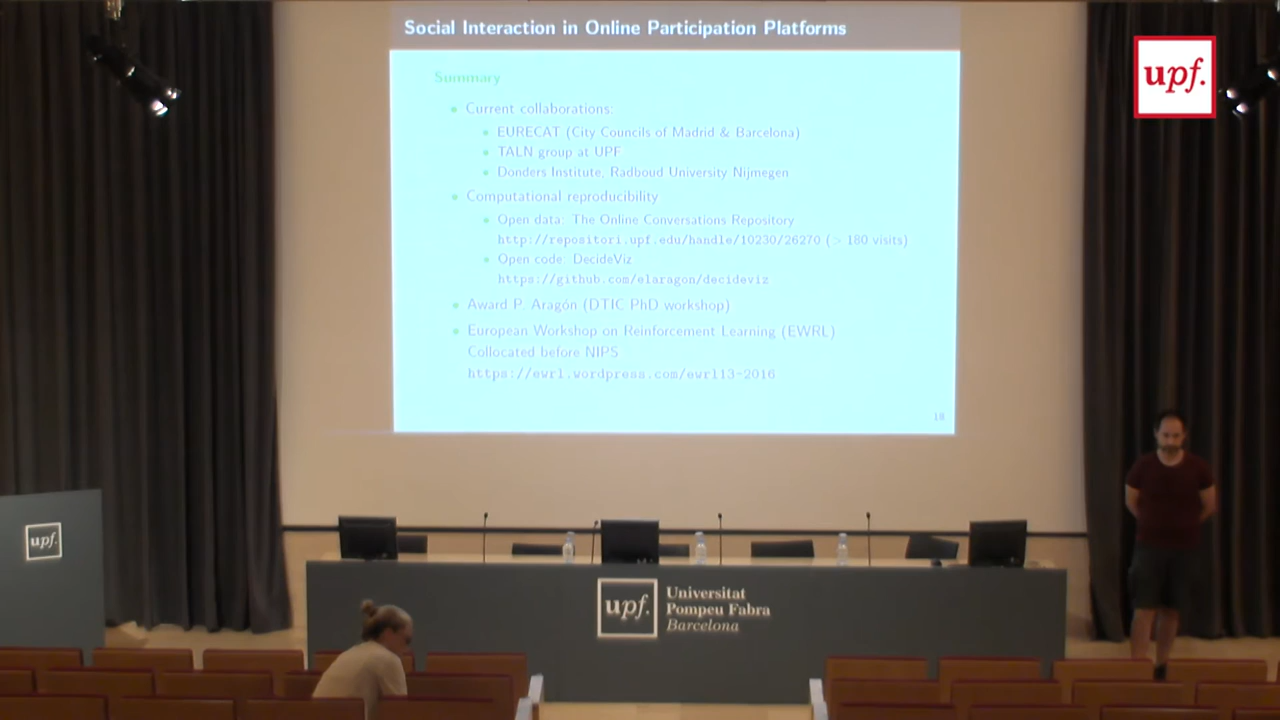 Social Interaction in Online Participation Platforms
upf.
Summary
Current collaborations:
EURECAT (City Councils of Madrid & Barcelona)
TALN group at UPF
Donders Institute, Radboud University Nijmegen
Computational reproducibility
Open data: The Online Conversations Repository
http://repositori.upf.edu/handle/10230/26270 (> 180 visits)
Open code: DecideViz
https://github.com/elaragon/decideviz
Award P. Aragón (DTIC PhD workshop)
European Workshop on Reinforcement Learning (EWRL)
Collocated before NIPS
https://ewrl.wordpress.com/ewrl13-2016
18
upf.
upf.
Universitat
Pompeu Fabra
Barcelona